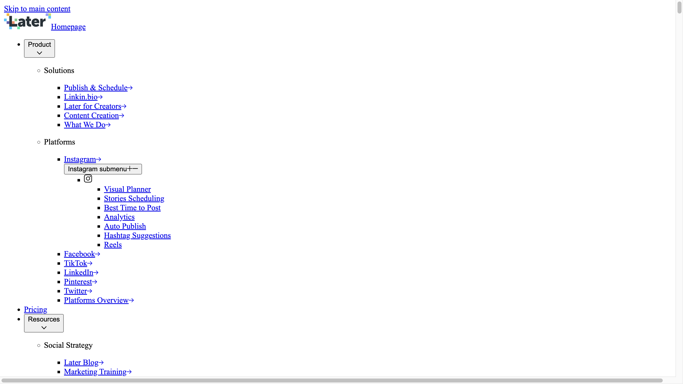 Skip to main content
Later Homepage
Product
Solutions
Publish & Schedule→
Linkin.bio→
Later for Creators→
Content Creation→
What We Do→
Platforms
Instagram→
Instagram submenu
Visual Planner
Stories Scheduling
Best Time to Post
Analytics
Auto Publish
Hashtag Suggestions
Reels
Facebook→
TikTok→
LinkedIn→
Pinterest→
Twitter→
Platforms Overview→
Pricing
Resources
Social Strategy
Later Blog→
Marketing Training→